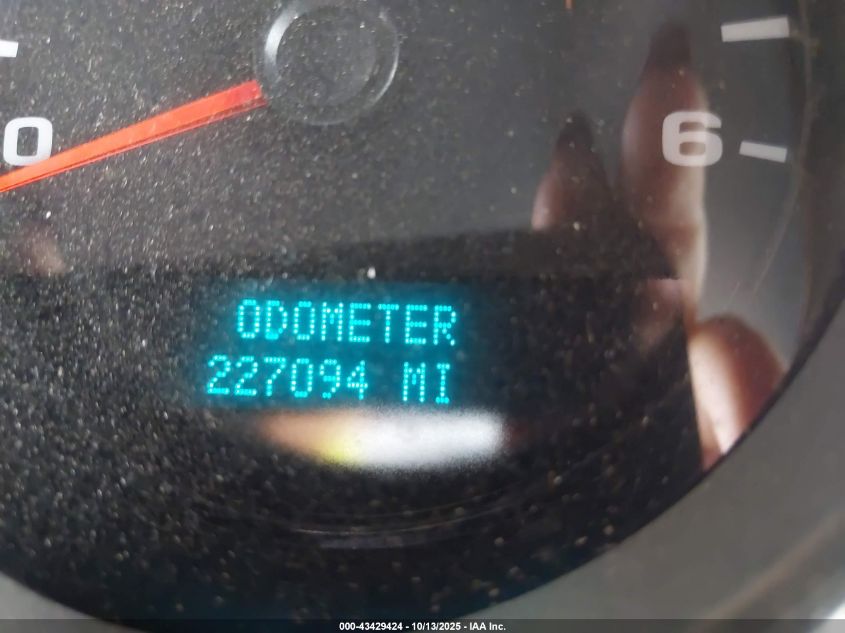 0
6
ODOMETER
227094 MI
000-43429424 - 10/13/2025 - IAA Inc.